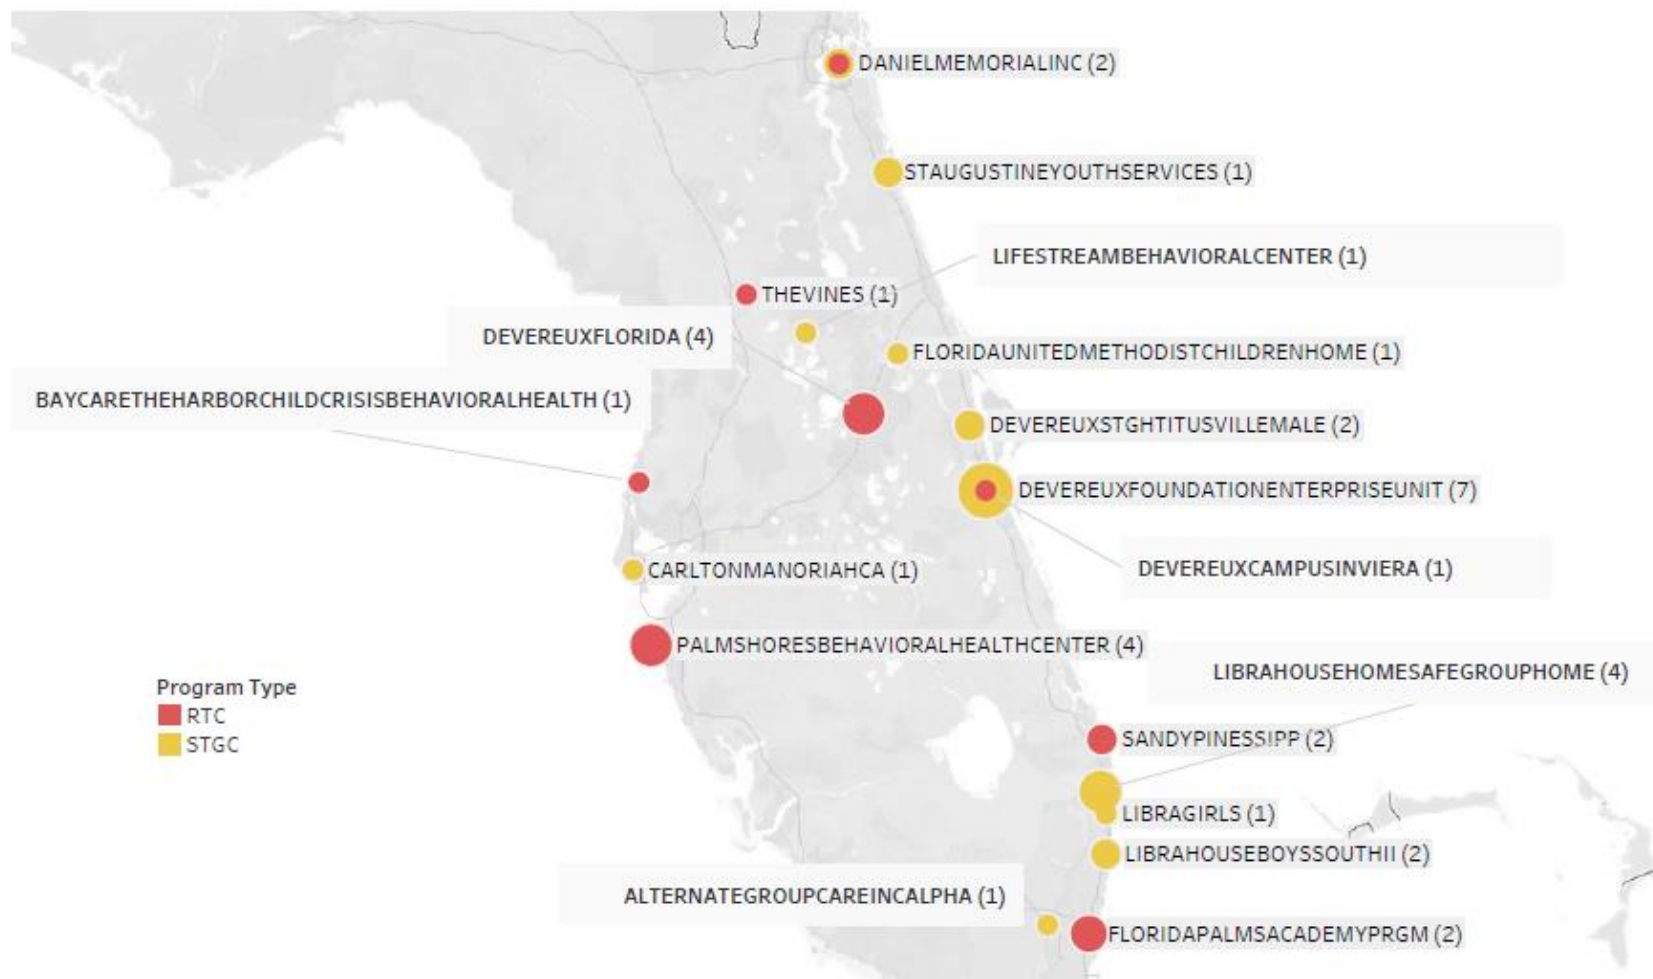 DANIELMEMORIALINC (2)
STAUGUSTINEYOUTHSERVICES (1)
LIFESTREAMBEHAVIORALCENTER (1)
THEVINES (1)
DEVEREUXFLORIDA (4)
FLORIDAUNITEDMETHODISTCHILDRENHOME (1)
BAYCARETHEHARBORCHILDCRISISBEHAVIORALHEALTH (1)
DEVEREUXSTGHTITUSVILLEMALE (2)
DEVEREUXFOUNDATIONENTERPRISEUNIT (7)
DEVEREUXCAMPUSINVIERA (1)
CARLTONMANORIAHCA (1)
PALMSHORESBEHAVIORALHEALTHCENTER (4)
LIBRAHOUSEHOMESAFEGROUPHOME (4)
Program Type
RTC
STGC
SANDYPINESSIPP (2)
LIBRAGIRLS (1)
LIBRAHOUSEBOYSSOUTHII (2)
ALTERNATEGROUPCAREINCALPHA (1)
FLORIDAPALMSACADEMYPRGM (2)